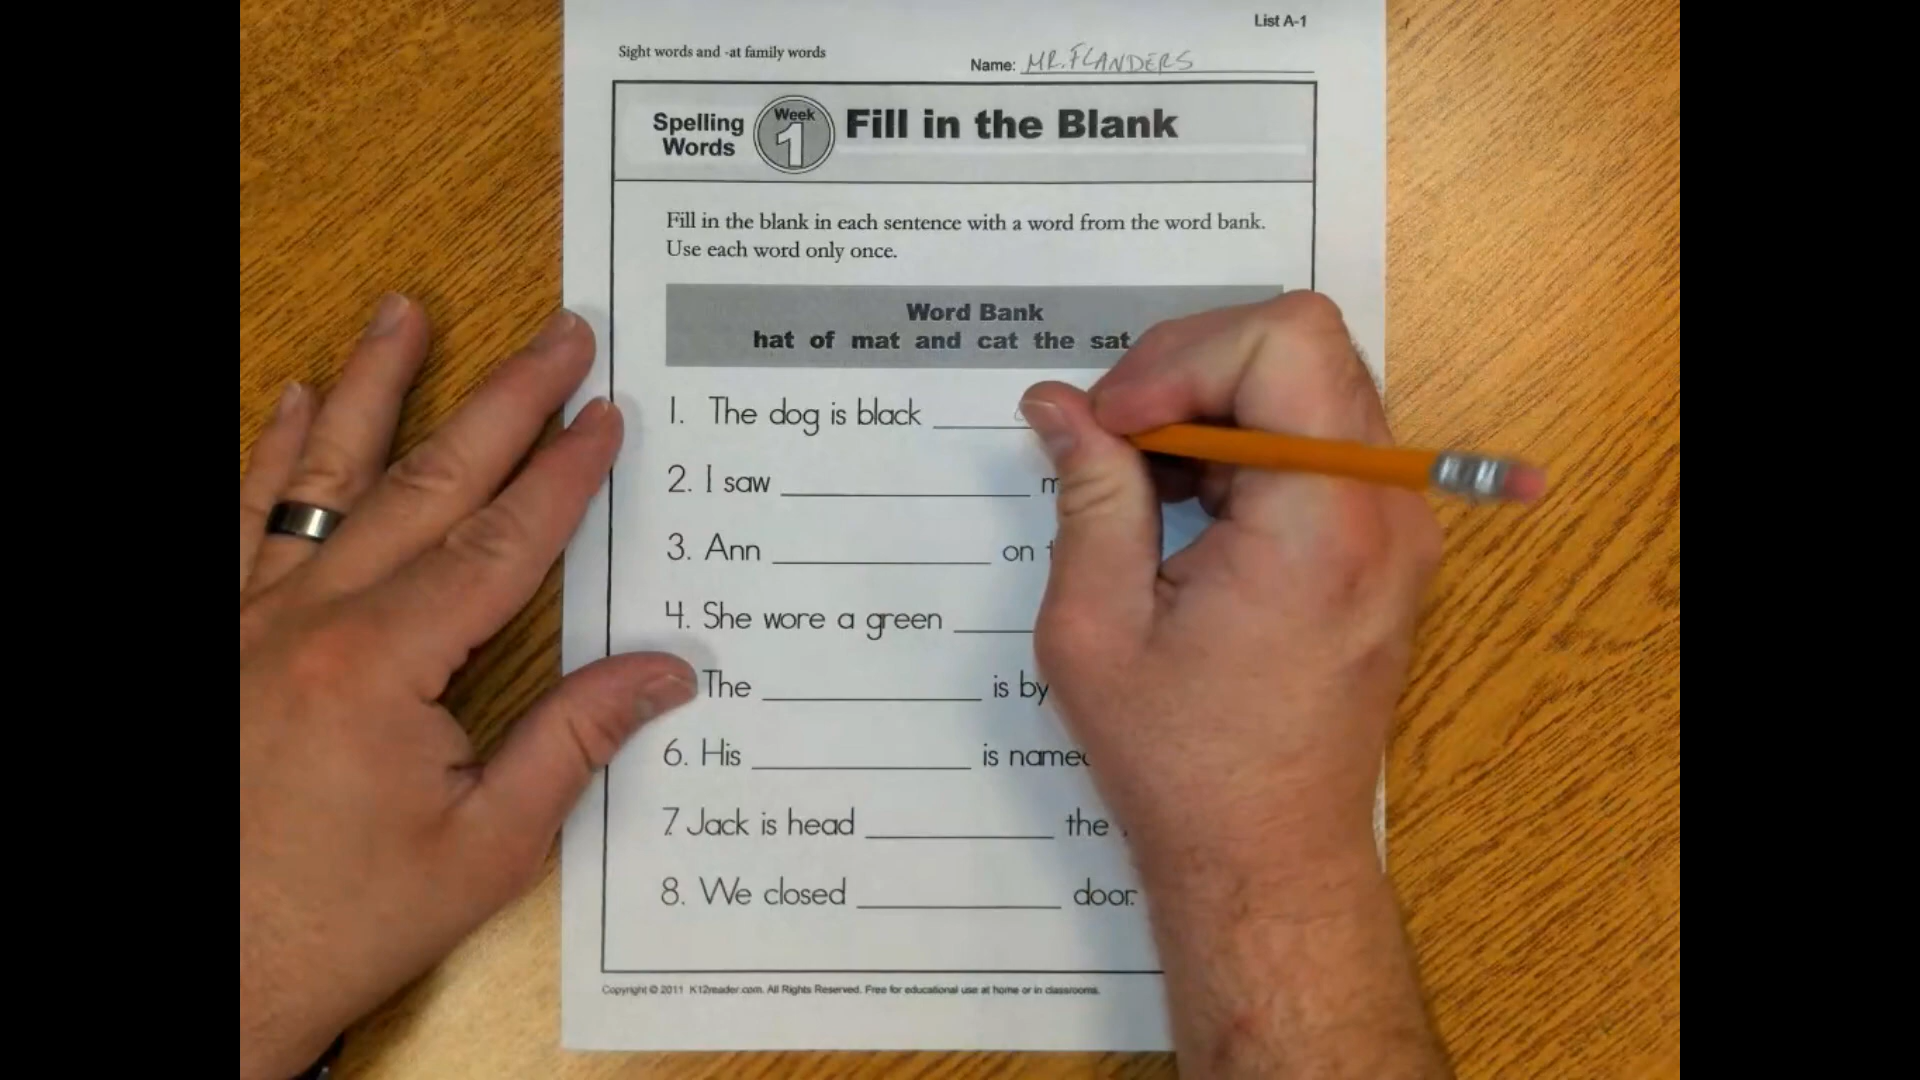 List A-1
Sight words and -at family words
Name: MR. FLANDERS
Spelling Words
Week 1
Fill in the Blank
Fill in the blank in each sentence with a word from the word bank.
Use each word only once.
Word Bank
hat of mat and cat the sat
1. The dog is black
2. I saw
3. Ann on
4. She wore a green
The is by
6. His is named
7. Jack is head the
8. We closed door.
Copyright © 2011 K12reader.com. All Rights Reserved. Free for educational use at home or in classrooms.